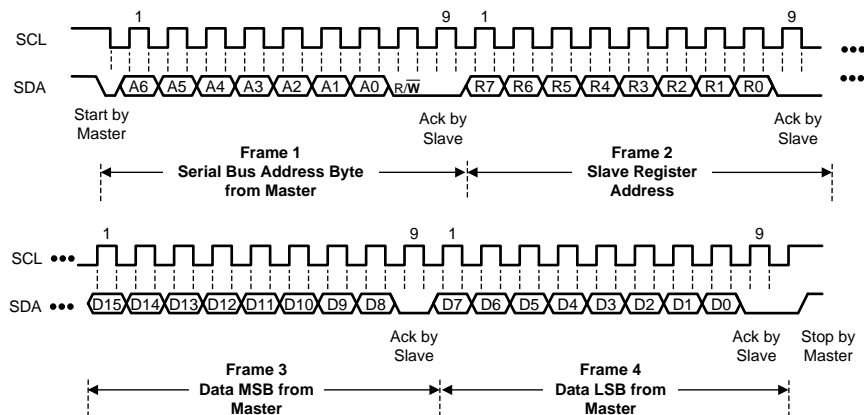 1 9 1 9
SCL
SDA A6 A5 A4 A3 A2 A1 A0 R/W̅ R7 R6 R5 R4 R3 R2 R1 R0
Start by Master
Ack by Slave
Ack by Slave
Frame 1
Serial Bus Address Byte
from Master
Frame 2
Slave Register
Address
1 9 1 9
SCL
SDA D15 D14 D13 D12 D11 D10 D9 D8 D7 D6 D5 D4 D3 D2 D1 D0
Ack by Slave
Ack by Slave
Stop by Master
Frame 3
Data MSB from
Master
Frame 4
Data LSB from
Master